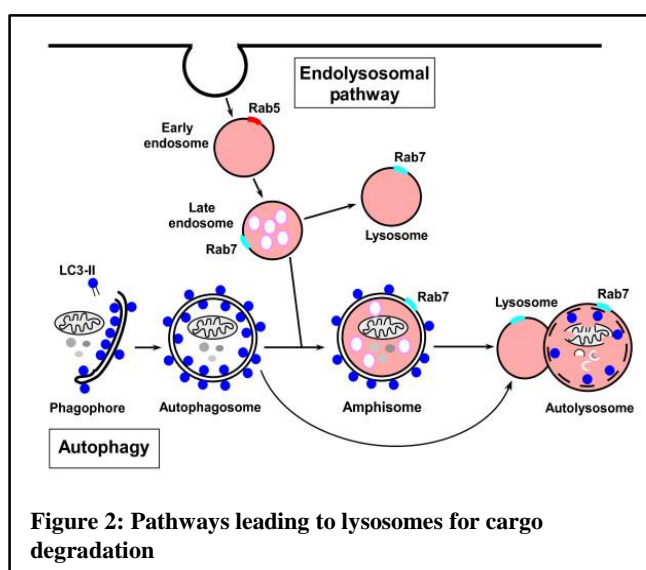 Endolysosomal
pathway
Rab5
Early
endosome
Rab7
Late
endosome
Rab7
Lysosome
LC3-II
Rab7
Lysosome
Rab7
Phagophore
Autophagosome
Amphisome
Autolysosome
Autophagy
Figure 2: Pathways leading to lysosomes for cargo
degradation